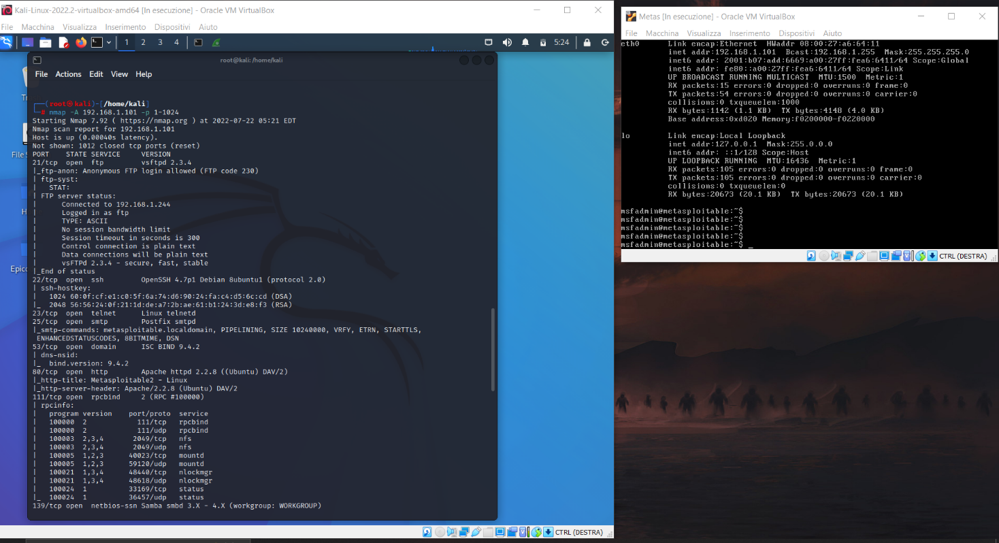 Kali-Linux-2022.2-virtualbox-amd64 [In esecuzione] - Oracle VM VirtualBox
File Macchina Visualizza Inserimento Dispositivi Aiuto
1 2 3 4 5:24
root@kali: /home/kali
File Actions Edit View Help
(root㉿kali)-[/home/kali]
# nmap -A 192.168.1.101 -p 1-1024
Starting Nmap 7.92 ( https://nmap.org ) at 2022-07-22 05:21 EDT
Nmap scan report for 192.168.1.101
Host is up (0.00040s latency).
Not shown: 1012 closed tcp ports (reset)
PORT STATE SERVICE VERSION
21/tcp open ftp vsftpd 2.3.4
|_ftp-anon: Anonymous FTP login allowed (FTP code 230)
| ftp-syst:
| STAT:
| FTP server status:
| Connected to 192.168.1.244
| Logged in as ftp
| TYPE: ASCII
| No session bandwidth limit
| Session timeout in seconds is 300
| Control connection is plain text
| Data connections will be plain text
| vsFTPd 2.3.4 - secure, fast, stable
|_End of status
22/tcp open ssh OpenSSH 4.7p1 Debian 8ubuntu1 (protocol 2.0)
| ssh-hostkey:
| 1024 60:0f:cf:e1:c0:5f:6a:74:d6:90:24:fa:c4:d5:6c:cd (DSA)
|_ 2048 56:56:24:0f:21:1d:de:a7:2b:ae:61:b1:24:3d:e8:f3 (RSA)
23/tcp open telnet Linux telnetd
25/tcp open smtp Postfix smtpd
|_smtp-commands: metasploitable.localdomain, PIPELINING, SIZE 10240000, VRFY, ETRN, STARTTLS,
ENHANCEDSTATUSCODES, 8BITMIME, DSN
53/tcp open domain ISC BIND 9.4.2
| dns-nsid:
|_ bind.version: 9.4.2
80/tcp open http Apache httpd 2.2.8 ((Ubuntu) DAV/2)
|_http-title: Metasploitable2 - Linux
|_http-server-header: Apache/2.2.8 (Ubuntu) DAV/2
111/tcp open rpcbind 2 (RPC #100000)
| rpcinfo:
| program version port/proto service
| 100000 2 111/tcp rpcbind
| 100000 2 111/udp rpcbind
| 100003 2,3,4 2049/tcp nfs
| 100003 2,3,4 2049/udp nfs
| 100005 1,2,3 40023/tcp mountd
| 100005 1,2,3 59120/udp mountd
| 100021 1,3,4 48440/tcp nlockmgr
| 100021 1,3,4 48618/udp nlockmgr
| 100024 1 33169/tcp status
|_ 100024 1 36457/udp status
139/tcp open netbios-ssn Samba smbd 3.X - 4.X (workgroup: WORKGROUP)
Tr
File S
H
Epico
CTRL (DESTRA)
Metas [In esecuzione] - Oracle VM VirtualBox
File Macchina Visualizza Inserimento Dispositivi Aiuto
eth0 Link encap:Ethernet HWaddr 08:00:27:a6:64:11
inet addr:192.168.1.101 Bcast:192.168.1.255 Mask:255.255.255.0
inet6 addr: 2001:b07:add:6669:a00:27ff:fea6:6411/64 Scope:Global
inet6 addr: fe80::a00:27ff:fea6:6411/64 Scope:Link
UP BROADCAST RUNNING MULTICAST MTU:1500 Metric:1
RX packets:15 errors:0 dropped:0 overruns:0 frame:0
TX packets:54 errors:0 dropped:0 overruns:0 carrier:0
collisions:0 txqueuelen:1000
RX bytes:1142 (1.1 KB) TX bytes:4148 (4.0 KB)
Base address:0xd020 Memory:f0200000-f0220000
lo Link encap:Local Loopback
inet addr:127.0.0.1 Mask:255.0.0.0
inet6 addr: ::1/128 Scope:Host
UP LOOPBACK RUNNING MTU:16436 Metric:1
RX packets:105 errors:0 dropped:0 overruns:0 frame:0
TX packets:105 errors:0 dropped:0 overruns:0 carrier:0
collisions:0 txqueuelen:0
RX bytes:20673 (20.1 KB) TX bytes:20673 (20.1 KB)
msfadmin@metasploitable:~$
msfadmin@metasploitable:~$
msfadmin@metasploitable:~$
msfadmin@metasploitable:~$
msfadmin@metasploitable:~$ _
CTRL (DESTRA)